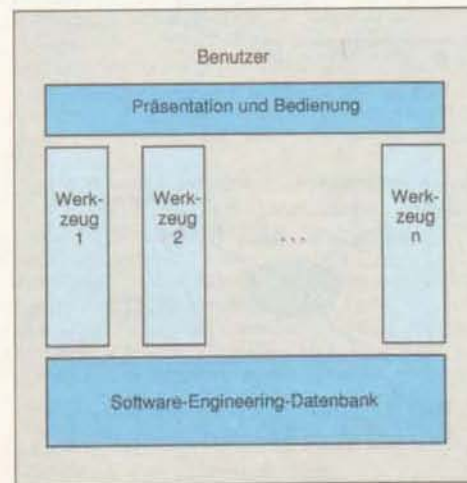 Benutzer
Präsentation und Bedienung
Werk-
zeug
1
Werk-
zeug
2
...
Werk-
zeug
n
Software-Engineering-Datenbank